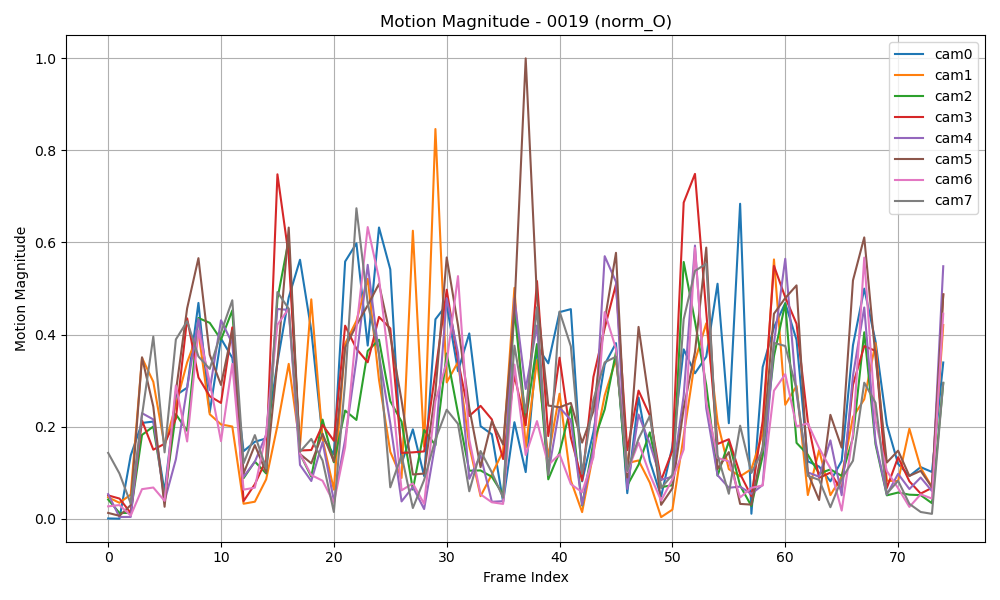 Motion Magnitude - 0019 (norm_O)
Motion Magnitude
1.0
0.8
0.6
0.4
0.2
0.0
0 10 20 30 40 50 60 70
Frame Index
cam0
cam1
cam2
cam3
cam4
cam5
cam6
cam7